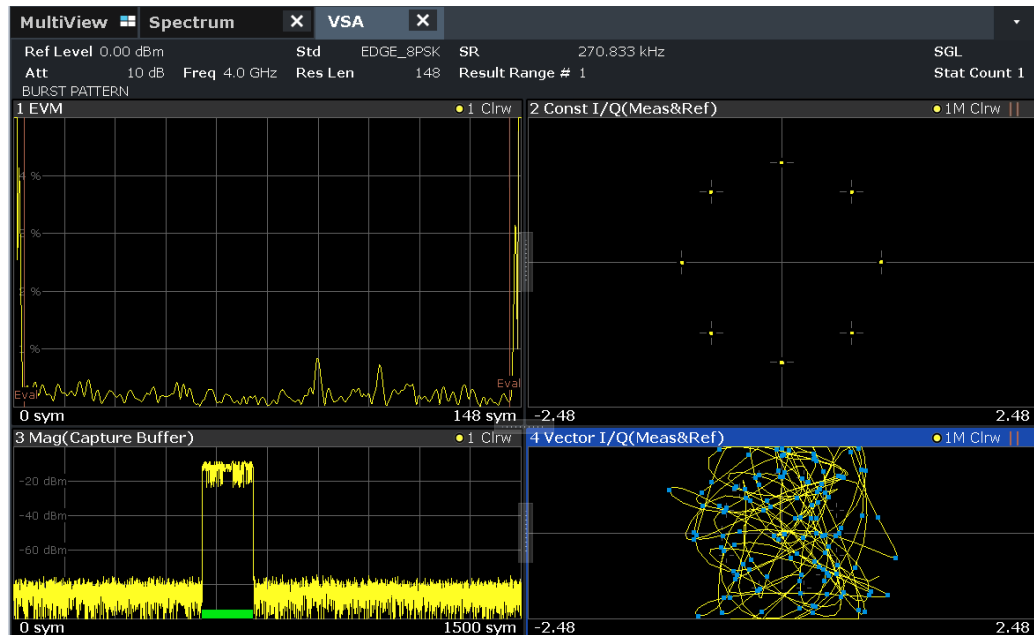 MultiView Spectrum X VSA X
Ref Level 0.00 dBm Std EDGE_8PSK SR 270.833 kHz SGL
Att 10 dB Freq 4.0 GHz Res Len 148 Result Range # 1 Stat Count 1
BURST PATTERN
1 EVM 1 Clrw
4 %
3 %
2 %
1 %
Eval Eval
0 sym 148 sym
2 Const I/Q(Meas&Ref) 1M Clrw
-2.48 2.48
3 Mag(Capture Buffer) 1 Clrw
-20 dBm
-40 dBm
-60 dBm
0 sym 1500 sym
4 Vector I/Q(Meas&Ref) 1M Clrw
-2.48 2.48